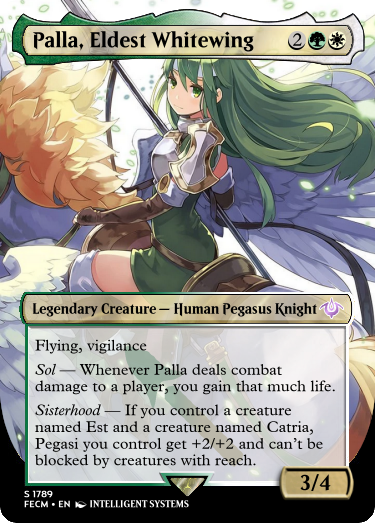 Palla, Eldest Whitewing 2
Legendary Creature — Human Pegasus Knight
Flying, vigilance
Sol — Whenever Palla deals combat
damage to a player, you gain that much life.
Sisterhood — If you control a creature
named Est and a creature named Catria,
Pegasi you control get +2/+2 and can't be
blocked by creatures with reach.
3/4
S 1789
FECM • EN INTELLIGENT SYSTEMS